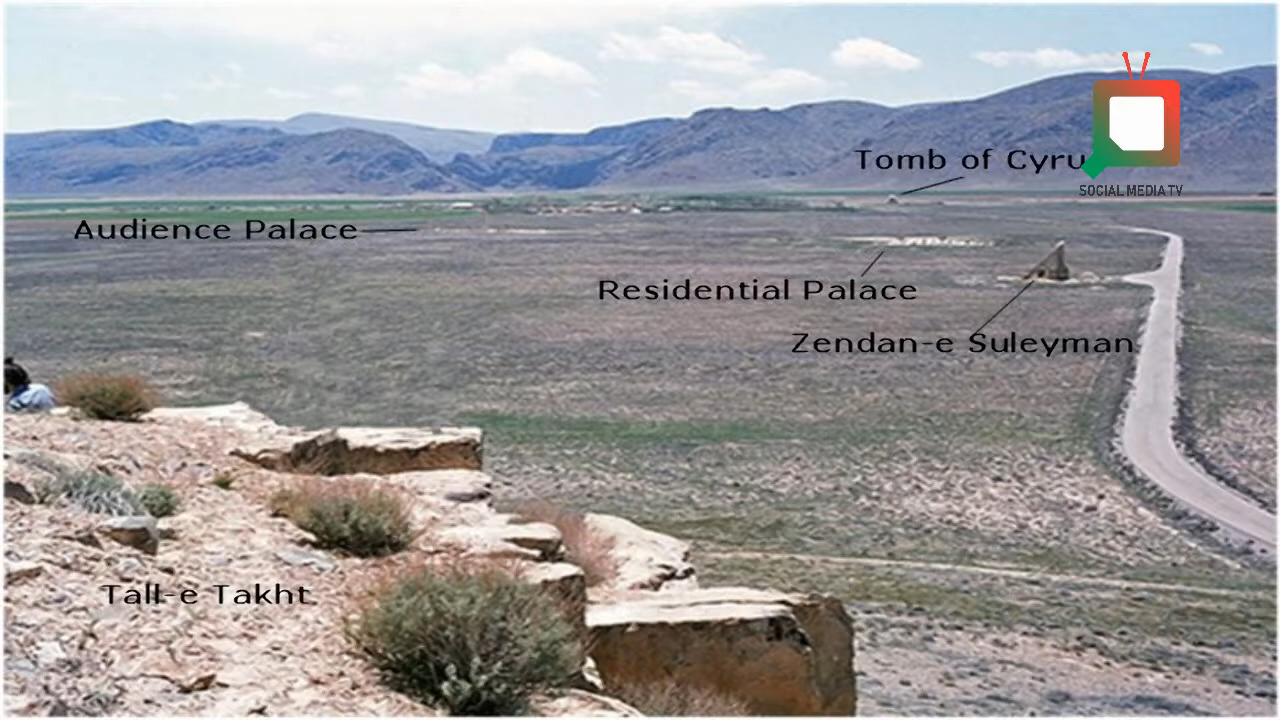 Tomb of Cyru
SOCIAL MEDIA TV
Audience Palace
Residential Palace
Zendan-e Suleyman
Tall-e Takht